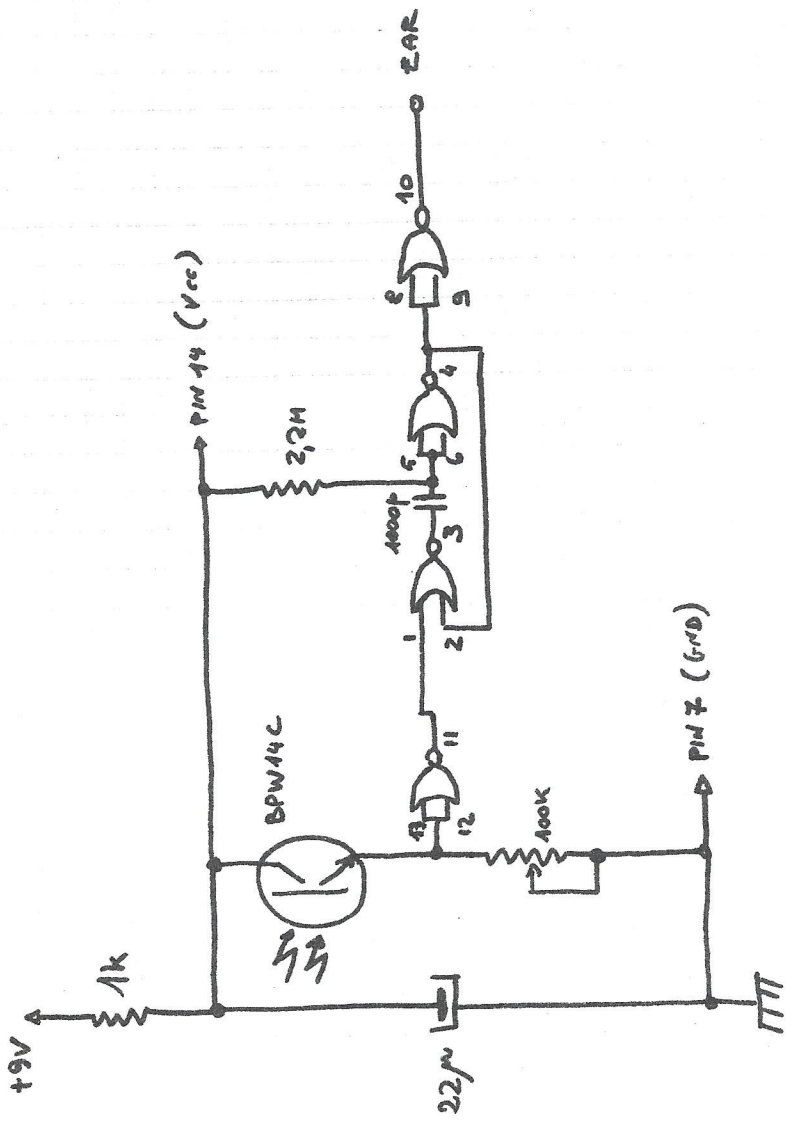 +9V
1K
22µ
BPW14C
100K
13
12
11
1
2
3
1000p
2,2M
5
6
4
8
9
10
EAR
PIN 14 (Vcc)
PIN 7 (GND)